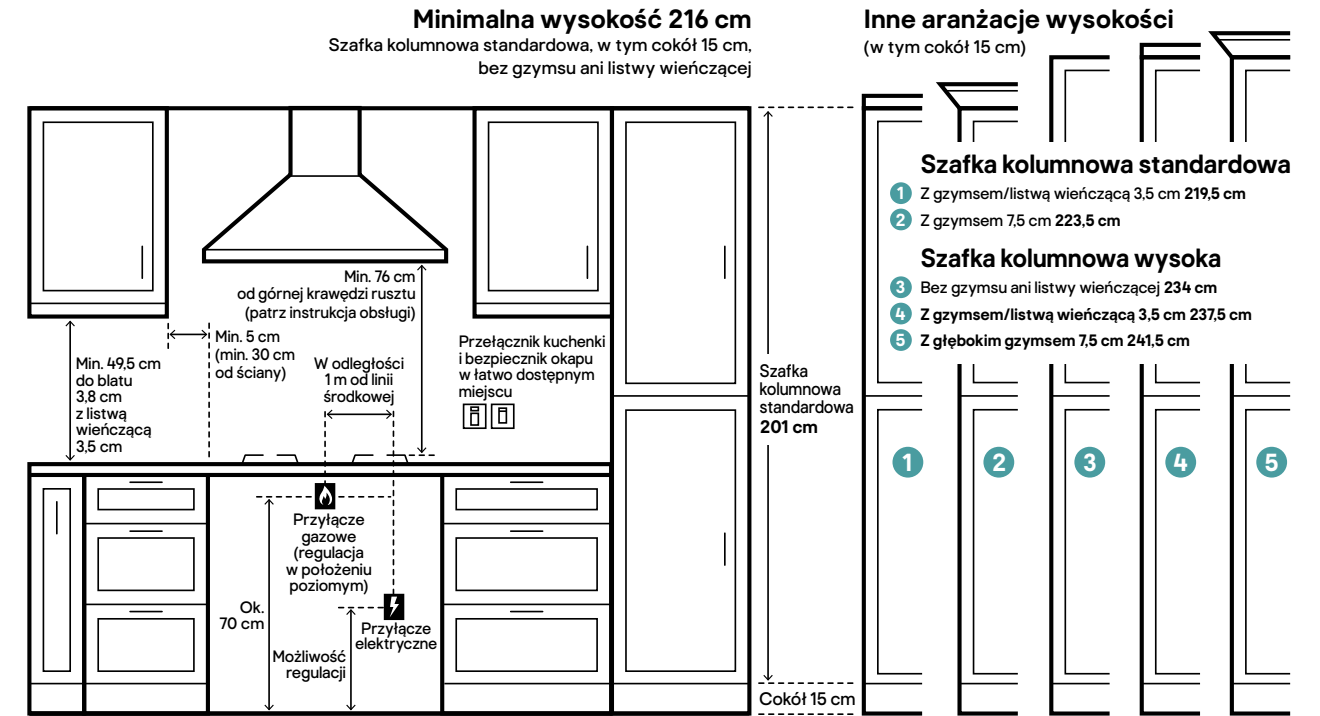 Minimalna wysokość 216 cm
Szafka kolumnowa standardowa, w tym cokół 15 cm,
bez gzymsu ani listwy wieńczącej
Inne aranżacje wysokości
(w tym cokół 15 cm)
Szafka kolumnowa standardowa
1 Z gzymsem/listwą wieńczącą 3,5 cm 219,5 cm
2 Z gzymsem 7,5 cm 223,5 cm
Szafka kolumnowa wysoka
3 Bez gzymsu ani listwy wieńczącej 234 cm
4 Z gzymsem/listwą wieńczącą 3,5 cm 237,5 cm
5 Z głębokim gzymsem 7,5 cm 241,5 cm
Min. 76 cm
od górnej krawędzi rusztu
(patrz instrukcja obsługi)
Min. 5 cm
(min. 30 cm
od ściany)
Min. 49,5 cm
do blatu
3,8 cm
z listwą
wieńczącą
3,5 cm
W odległości
1 m od linii
środkowej
Przełącznik kuchenki
i bezpiecznik okapu
w łatwo dostępnym
miejscu
Szafka
kolumnowa
standardowa
201 cm
1
2
3
4
5
Przyłącze
gazowe
(regulacja
w położeniu
poziomym)
Ok.
70 cm
Przyłącze
elektryczne
Możliwość
regulacji
Cokół 15 cm